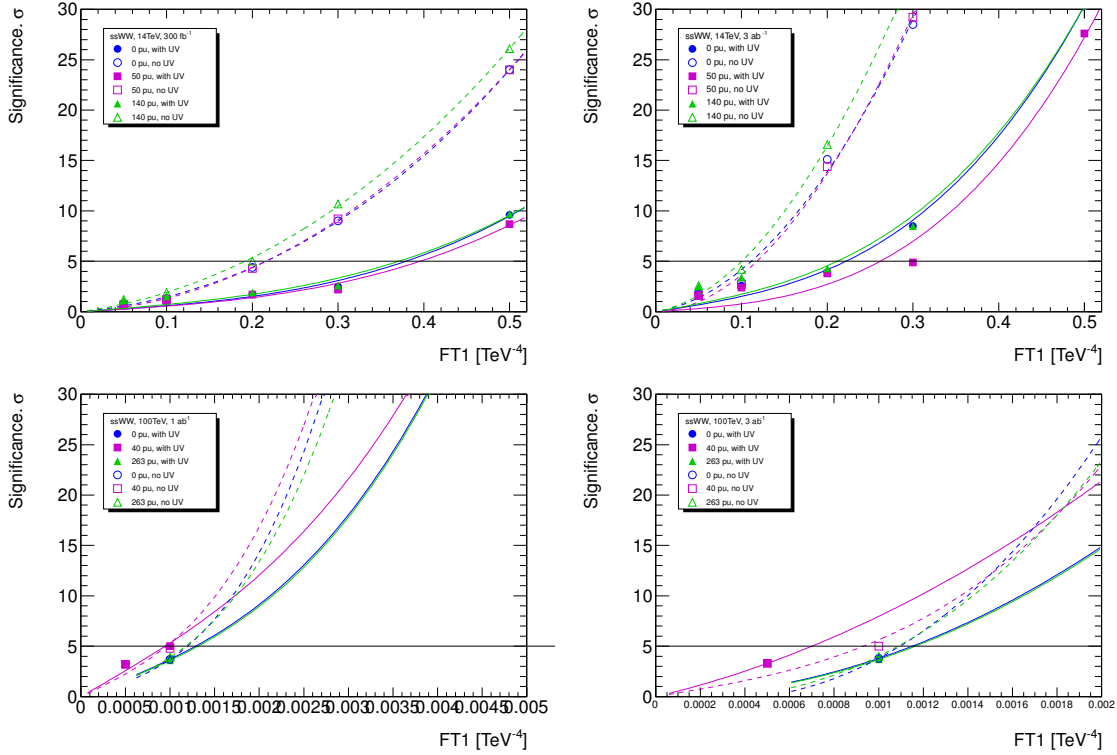 Significance. σ
30
25
20
15
10
5
0
ssWW, 14TeV, 300 fb⁻¹
0 pu, with UV
0 pu, no UV
50 pu, with UV
50 pu, no UV
140 pu, with UV
140 pu, no UV
0 0.1 0.2 0.3 0.4 0.5
FT1 [TeV⁻⁴]
Significance. σ
30
25
20
15
10
5
0
ssWW, 14TeV, 3 ab⁻¹
0 pu, with UV
0 pu, no UV
50 pu, with UV
50 pu, no UV
140 pu, with UV
140 pu, no UV
0 0.1 0.2 0.3 0.4 0.5
FT1 [TeV⁻⁴]
Significance. σ
30
25
20
15
10
5
0
ssWW, 100TeV, 1 ab⁻¹
0 pu, with UV
40 pu, with UV
263 pu, with UV
0 pu, no UV
40 pu, no UV
263 pu, no UV
0 0.0005 0.001 0.0015 0.002 0.0025 0.003 0.0035 0.004 0.0045 0.005
FT1 [TeV⁻⁴]
Significance. σ
30
25
20
15
10
5
0
ssWW, 100TeV, 3 ab⁻¹
0 pu, with UV
40 pu, with UV
263 pu, with UV
0 pu, no UV
40 pu, no UV
263 pu, no UV
0 0.0002 0.0004 0.0006 0.0008 0.001 0.0012 0.0014 0.0016 0.0018 0.002
FT1 [TeV⁻⁴]